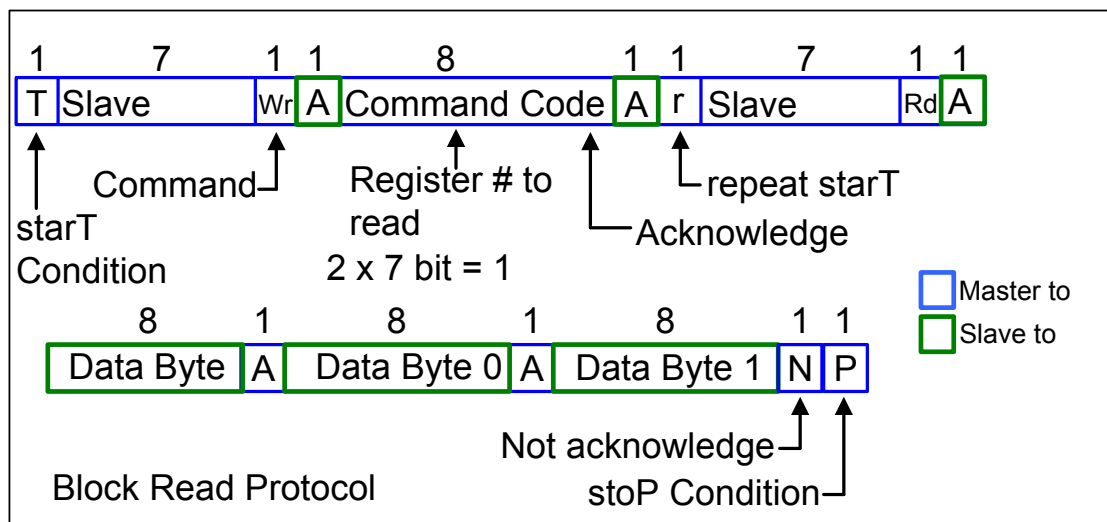 1 7 1 1 8 1 1 7 1 1
T Slave Wr A Command Code A r Slave Rd A
Command
Register # to
read
2 x 7 bit = 1
repeat starT
Acknowledge
starT
Condition
Master to
Slave to
8 1 8 1 8 1 1
Data Byte A Data Byte 0 A Data Byte 1 N P
Not acknowledge
stoP Condition
Block Read Protocol